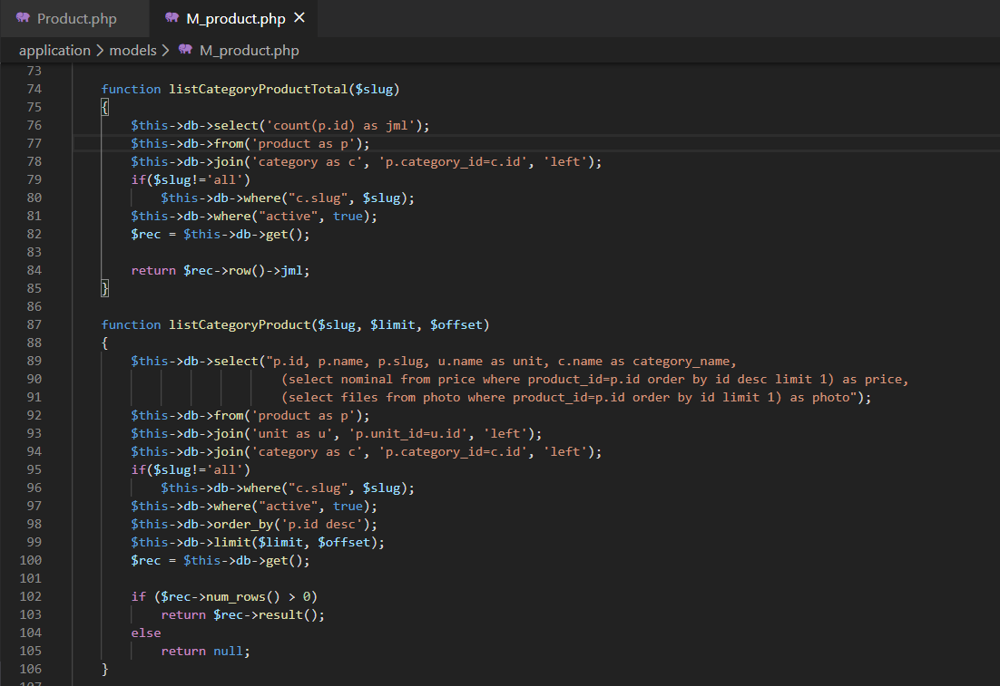 Product.php M_product.php ×
application > models > M_product.php
73
74 function listCategoryProductTotal($slug)
75 {
76 $this->db->select('count(p.id) as jml');
77 $this->db->from('product as p');
78 $this->db->join('category as c', 'p.category_id=c.id', 'left');
79 if($slug!='all')
80 $this->db->where("c.slug", $slug);
81 $this->db->where("active", true);
82 $rec = $this->db->get();
83
84 return $rec->row()->jml;
85 }
86
87 function listCategoryProduct($slug, $limit, $offset)
88 {
89 $this->db->select("p.id, p.name, p.slug, u.name as unit, c.name as category_name,
90 (select nominal from price where product_id=p.id order by id desc limit 1) as price,
91 (select files from photo where product_id=p.id order by id limit 1) as photo");
92 $this->db->from('product as p');
93 $this->db->join('unit as u', 'p.unit_id=u.id', 'left');
94 $this->db->join('category as c', 'p.category_id=c.id', 'left');
95 if($slug!='all')
96 $this->db->where("c.slug", $slug);
97 $this->db->where("active", true);
98 $this->db->order_by('p.id desc');
99 $this->db->limit($limit, $offset);
100 $rec = $this->db->get();
101
102 if ($rec->num_rows() > 0)
103 return $rec->result();
104 else
105 return null;
106 }
107